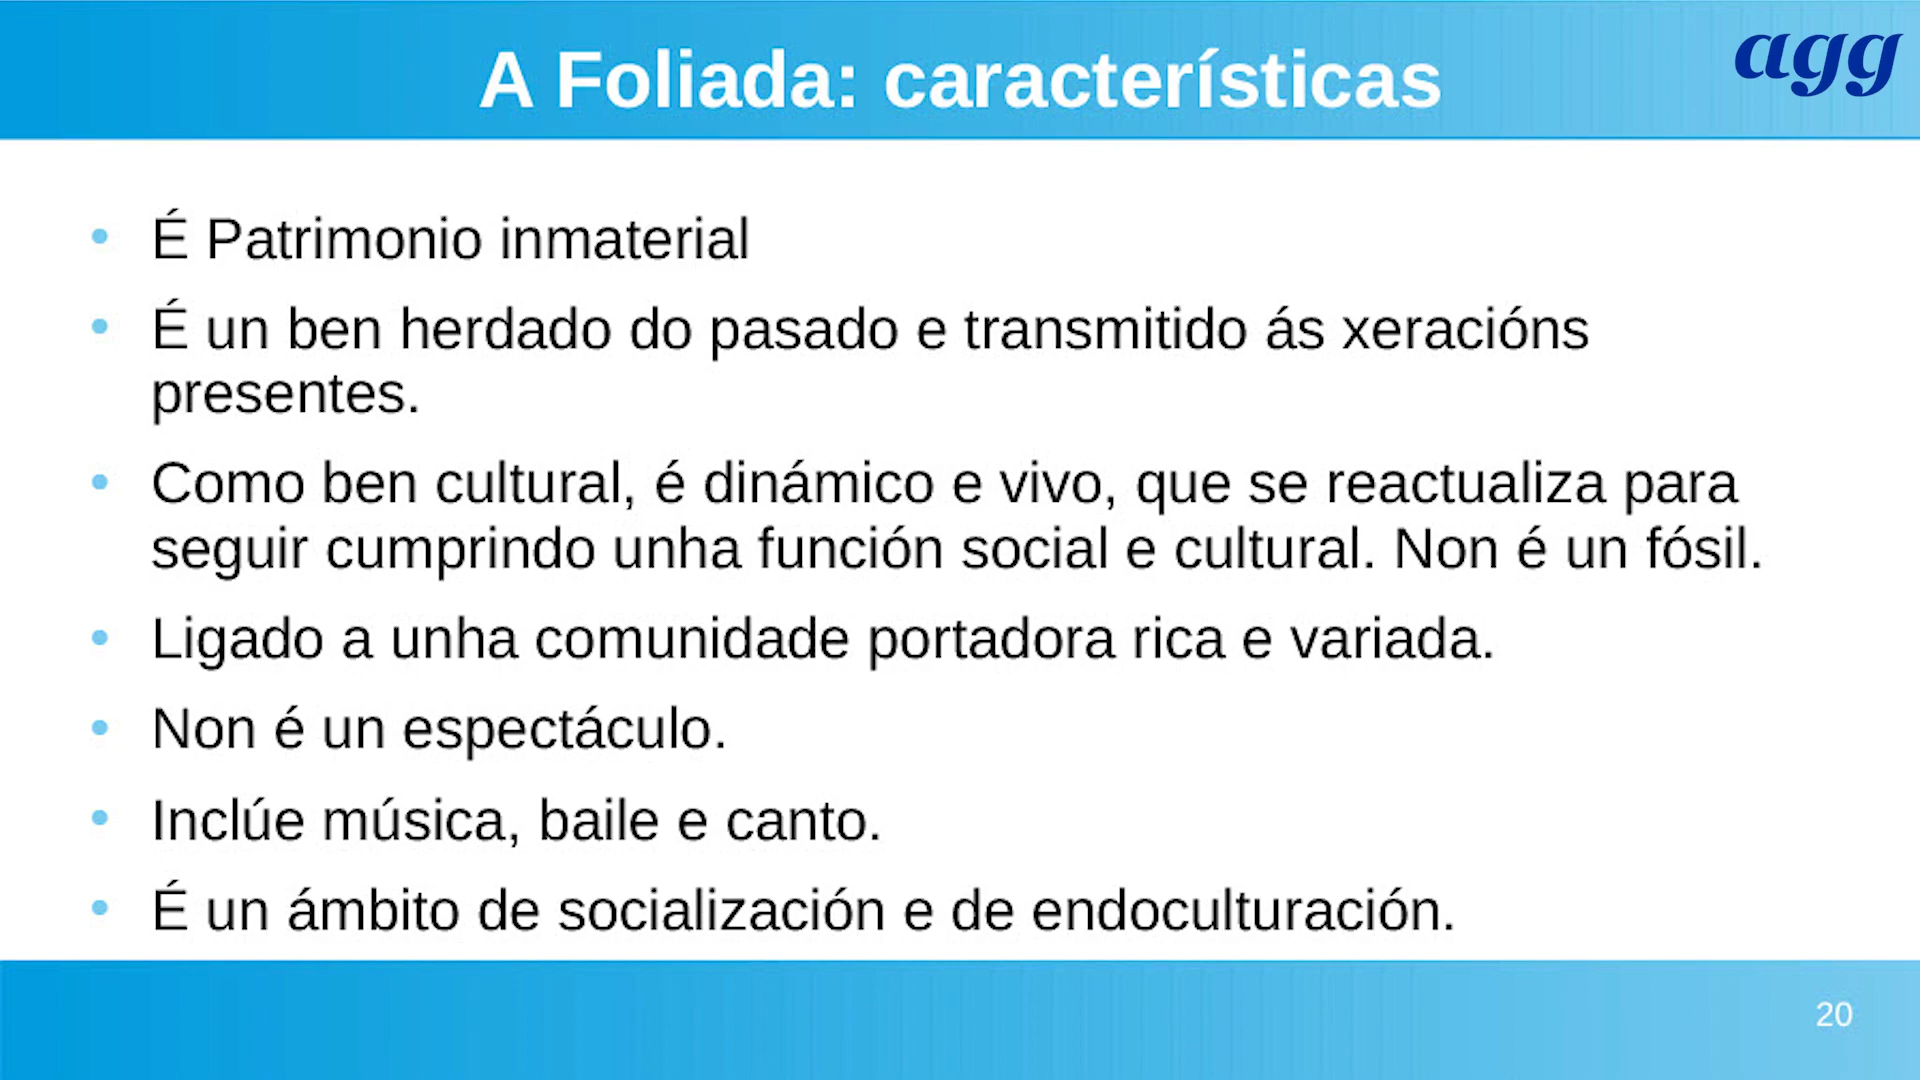 A Foliada: características
agg
• É Patrimonio inmaterial
• É un ben herdado do pasado e transmitido ás xeracións
presentes.
• Como ben cultural, é dinámico e vivo, que se reactualiza para
seguir cumprindo unha función social e cultural. Non é un fósil.
• Ligado a unha comunidade portadora rica e variada.
• Non é un espectáculo.
• Inclúe música, baile e canto.
• É un ámbito de socialización e de endoculturación.
20